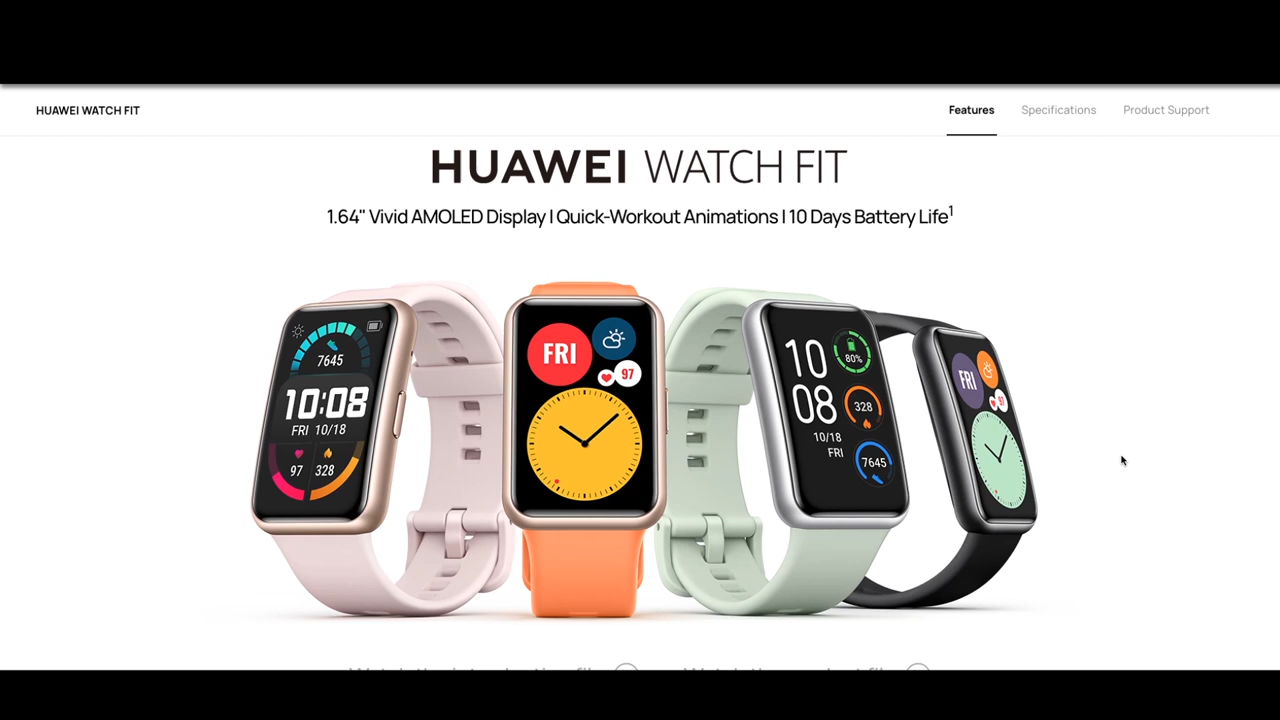 HUAWEI WATCH FIT
Features
Specifications
Product Support
HUAWEI WATCH FIT
1.64" Vivid AMOLED Display | Quick-Workout Animations | 10 Days Battery Life1
7645
10:08
FRI 10/18
97 328
FRI
97
10
08
80%
328
10/18
FRI
7645
FRI
97